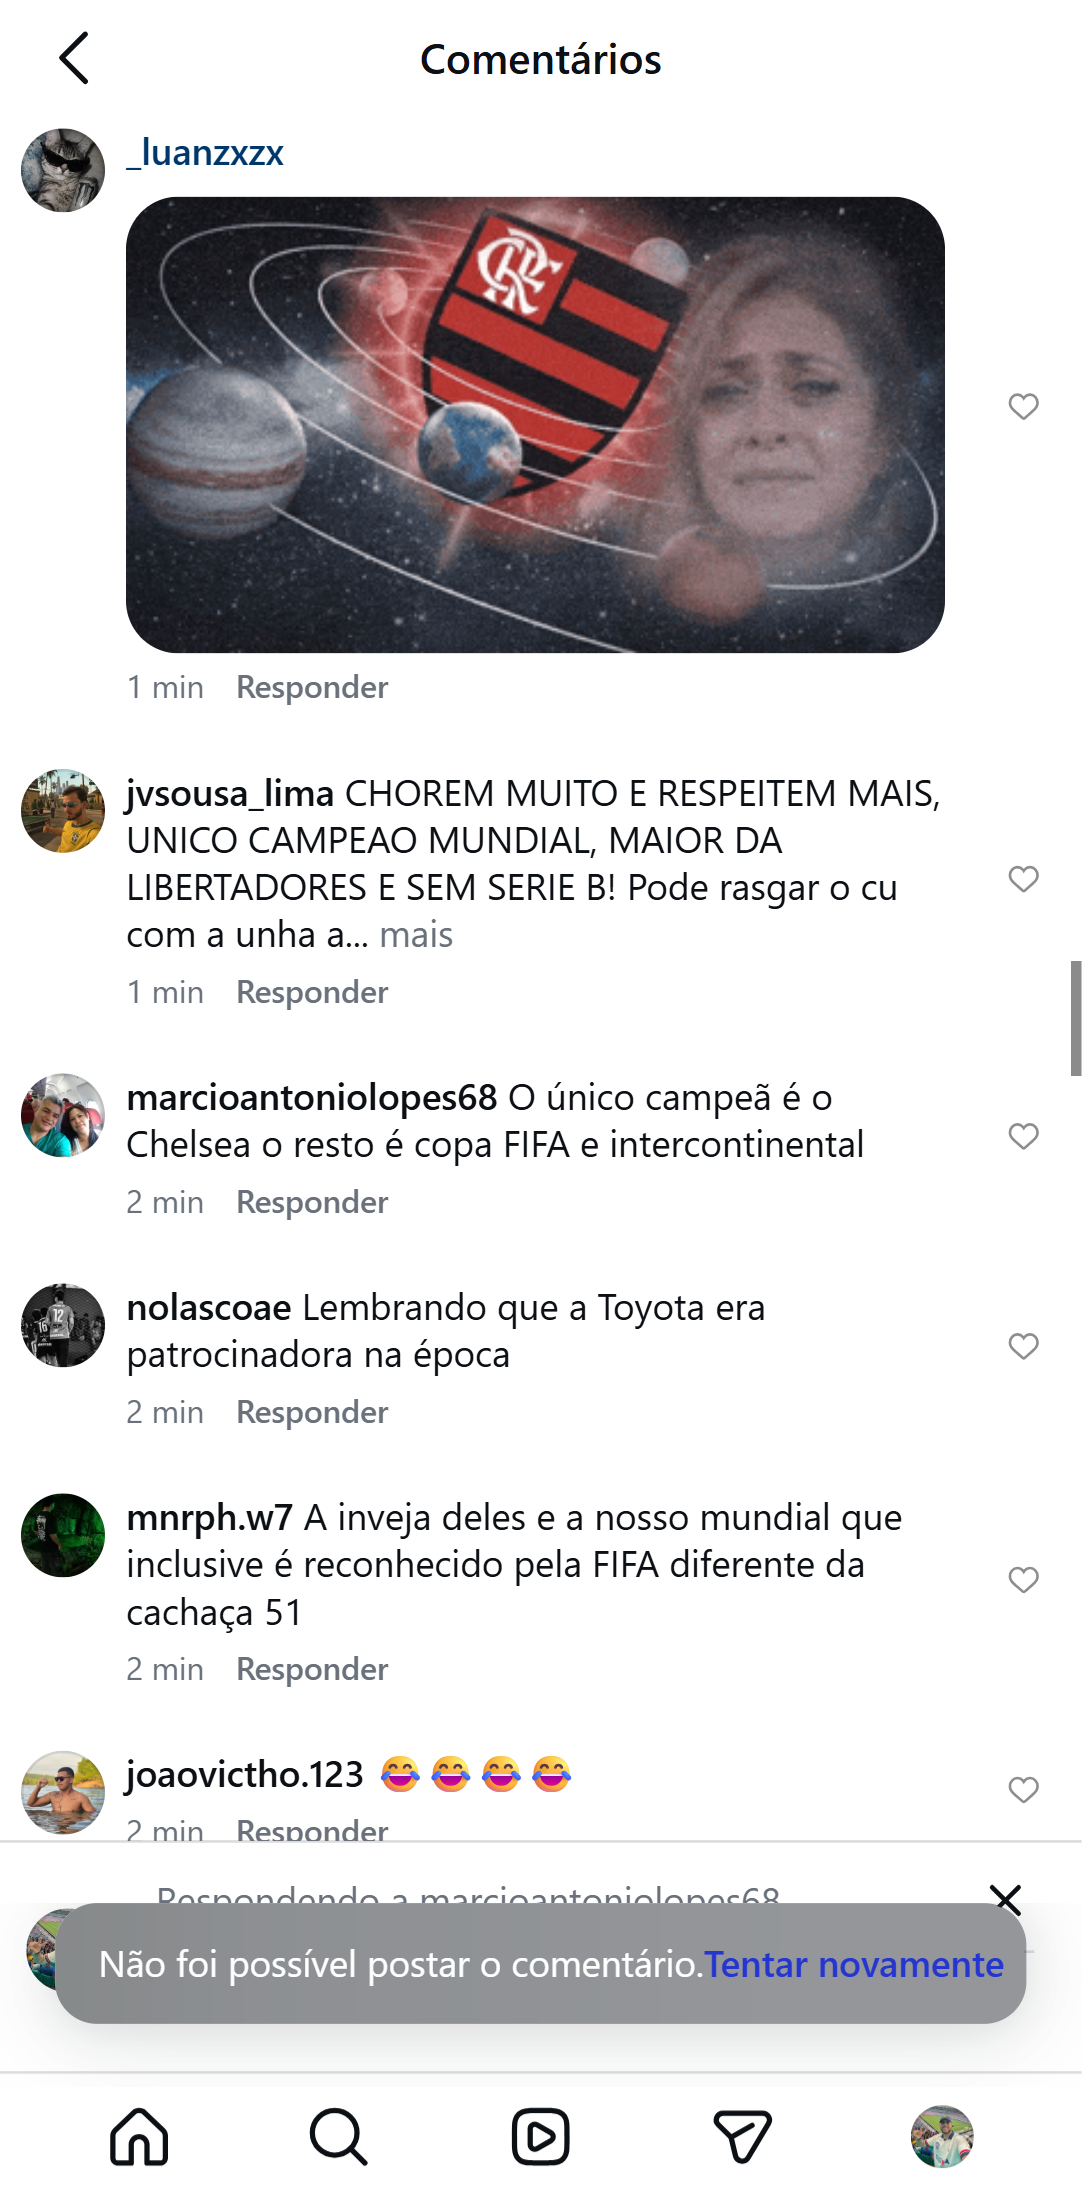 Comentários
_luanzxzx
CRF
1 min Responder
jvsousa_lima CHOREM MUITO E RESPEITEM MAIS,
UNICO CAMPEAO MUNDIAL, MAIOR DA
LIBERTADORES E SEM SERIE B! Pode rasgar o cu
com a unha a... mais
1 min Responder
marcioantoniolopes68 O único campeã é o
Chelsea o resto é copa FIFA e intercontinental
2 min Responder
nolascoae Lembrando que a Toyota era
patrocinadora na época
2 min Responder
mnrph.w7 A inveja deles e a nosso mundial que
inclusive é reconhecido pela FIFA diferente da
cachaça 51
2 min Responder
joaovictho.123 😂😂😂😂
2 min Responder
Respondendo a marcioantoniolopes68
Não foi possível postar o comentário.Tentar novamente